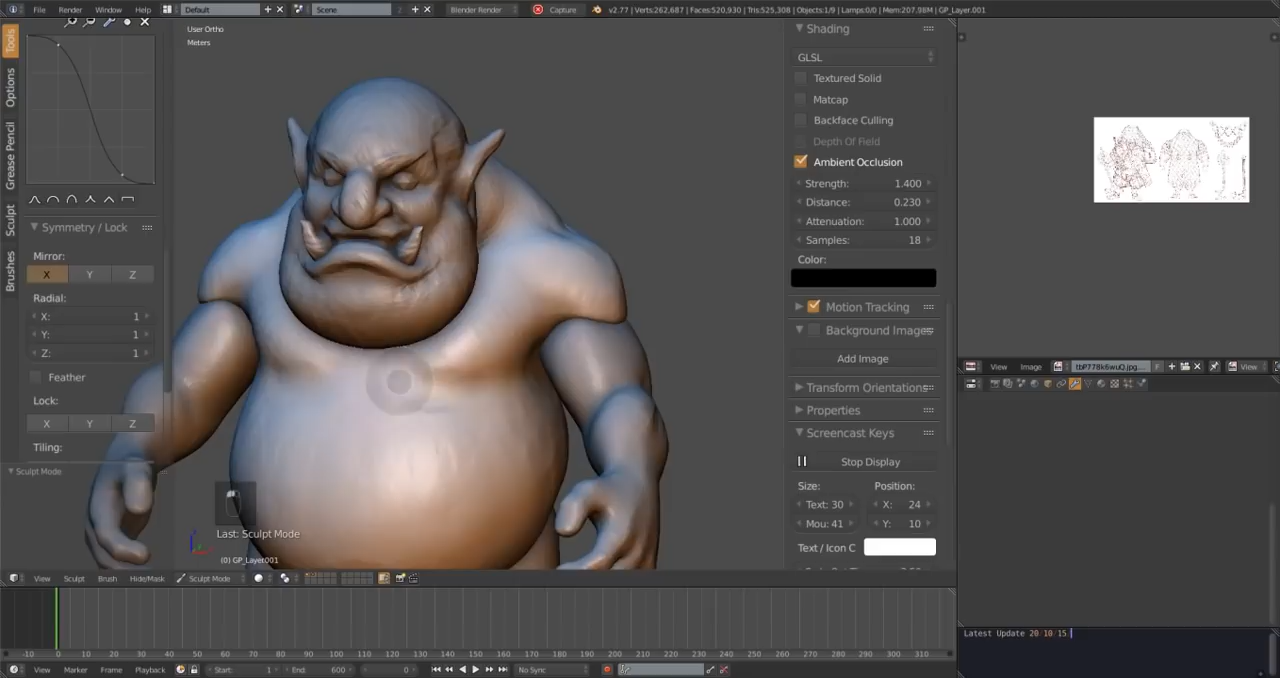 File Render Window Help Default Scene 2 Blender Render Capture v2.77 | Verts:262,687 | Faces:520,930 | Tris:525,308 | Objects:1/9 | Lamps:0/0 | Mem:207.98M | GP_Layer.001
User Ortho
Meters
Tools
Options
Grease Pencil
Sculpt
Brushes
Symmetry / Lock
Mirror:
X Y Z
Radial:
X: 1
Y: 1
Z: 1
Feather
Lock:
X Y Z
Tiling:
Sculpt Mode
Last: Sculpt Mode
(0) GP_Layer001
Shading
GLSL
Textured Solid
Matcap
Backface Culling
Depth Of Field
Ambient Occlusion
Strength: 1.400
Distance: 0.230
Attenuation: 1.000
Samples: 18
Color:
Motion Tracking
Background Images
Add Image
Transform Orientations
Properties
Screencast Keys
Stop Display
Size: Position:
Text: 30 X: 24
Mou: 41 Y: 10
Text / Icon C
View Image tbP778k6wuQ.jpg... F View
Latest Update 20 10 15
View Sculpt Brush Hide/Mask Sculpt Mode
-10 0 10 20 30 40 50 60 70 80 90 100 110 120 130 140 150 160 170 180 190 200 210 220 230 240 250 260 270 280 290 300 310
View Marker Frame Playback Start: 1 End: 600 0 No Sync